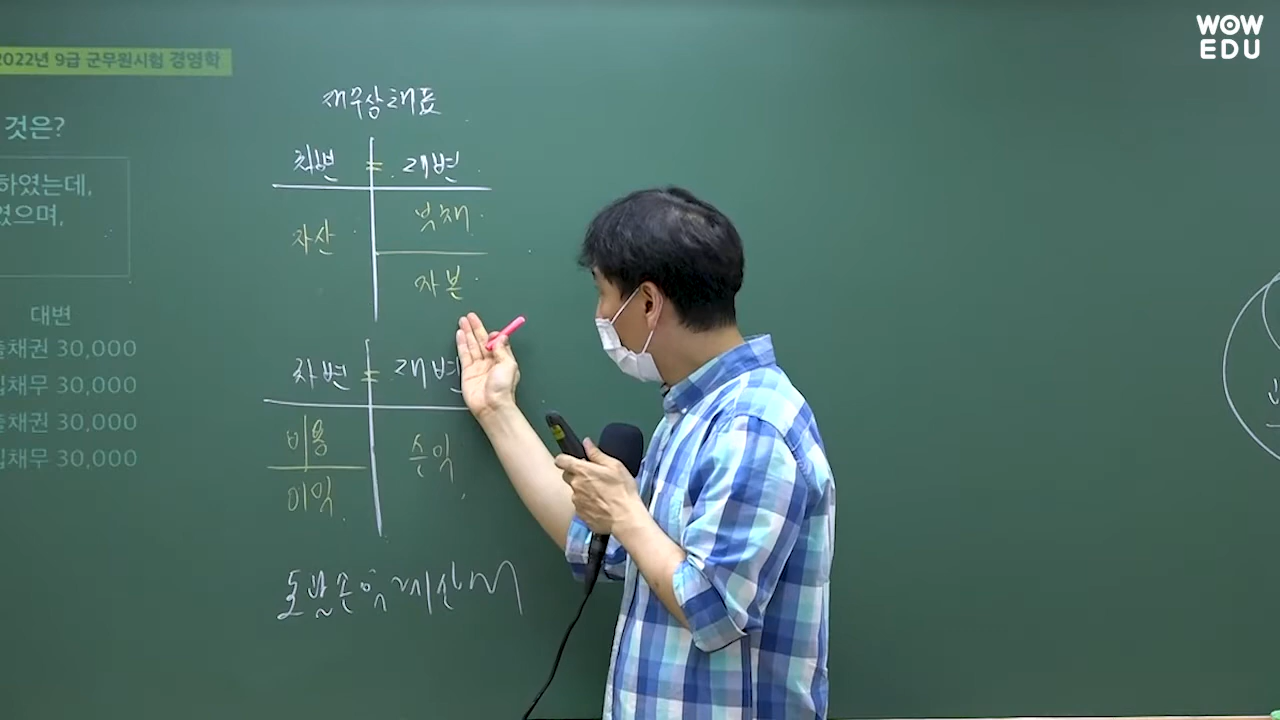 WOW
EDU
2022년 9급 군무원시험 경영학
것은?
하였는데,
였으며,
대변
출채권 30,000
입채무 30,000
출채권 30,000
입채무 30,000
재무상태표
차변 = 대변
자산
부채
자본
차변 = 대변
비용
수익
이익
포괄손익계산서